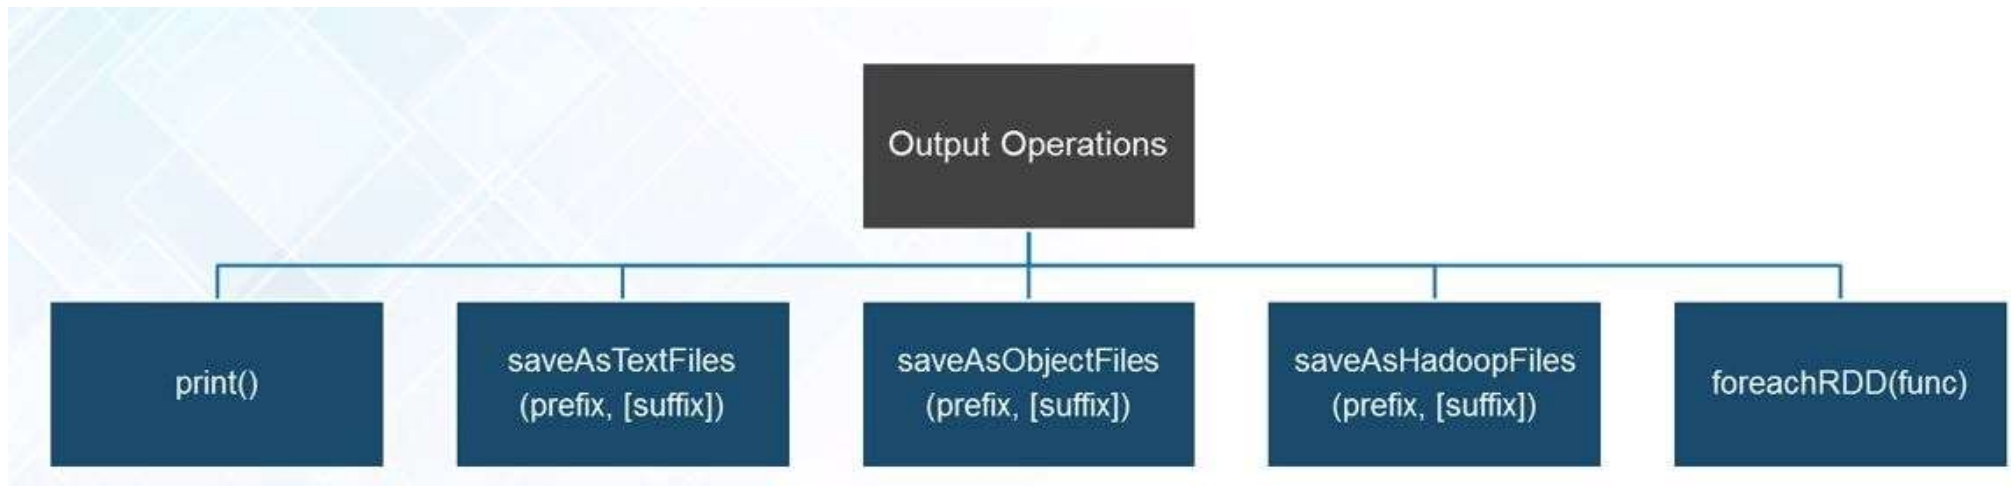 Output Operations
print()
saveAsTextFiles
(prefix, [suffix])
saveAsObjectFiles
(prefix, [suffix])
saveAsHadoopFiles
(prefix, [suffix])
foreachRDD(func)